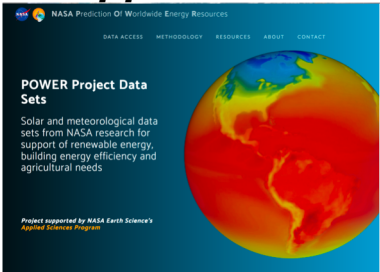 NASA
NASA Prediction Of Worldwide Energy Resources
DATA ACCESS METHODOLOGY RESOURCES ABOUT CONTACT
POWER Project Data
Sets
Solar and meteorological data
sets from NASA research for
support of renewable energy,
building energy efficiency and
agricultural needs
Project supported by NASA Earth Science's
Applied Sciences Program